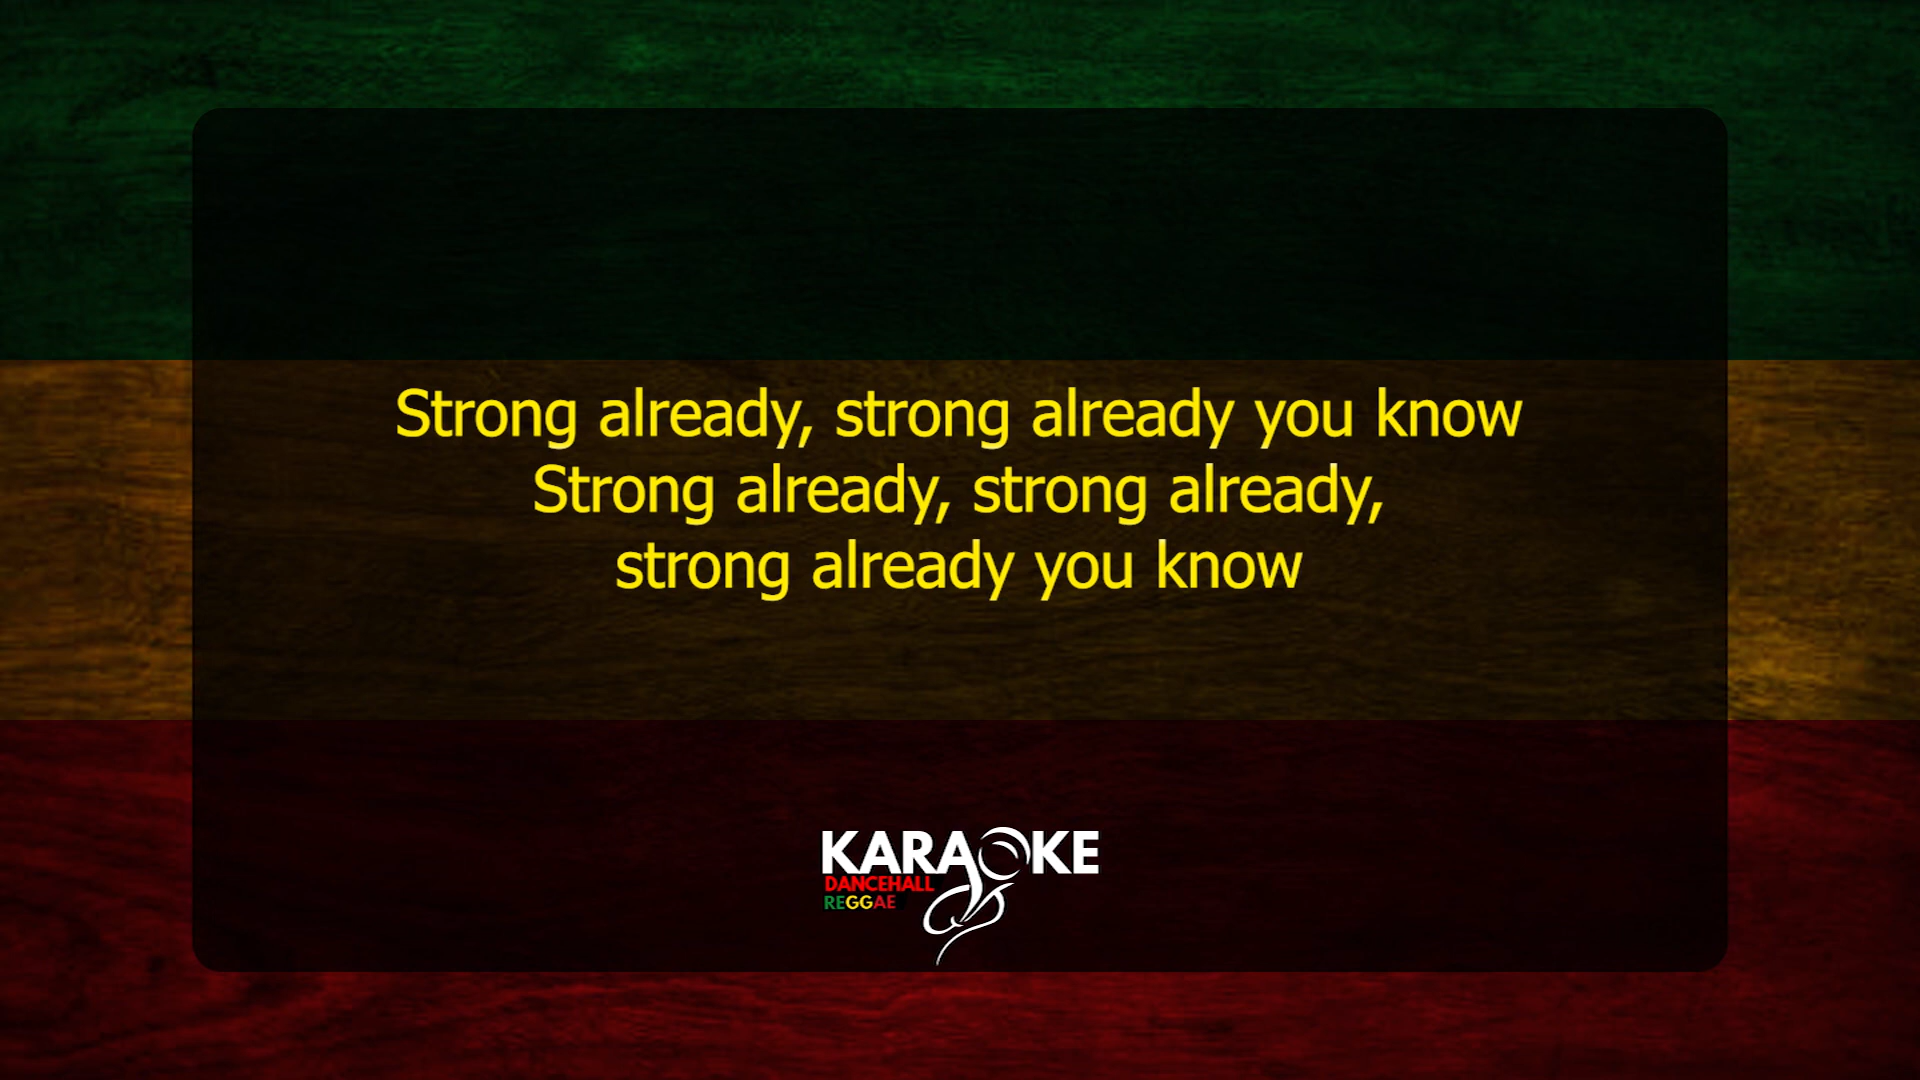 Strong already, strong already you know
Strong already, strong already,
strong already you know
KARAOKE
DANCEHALL
REGGAE